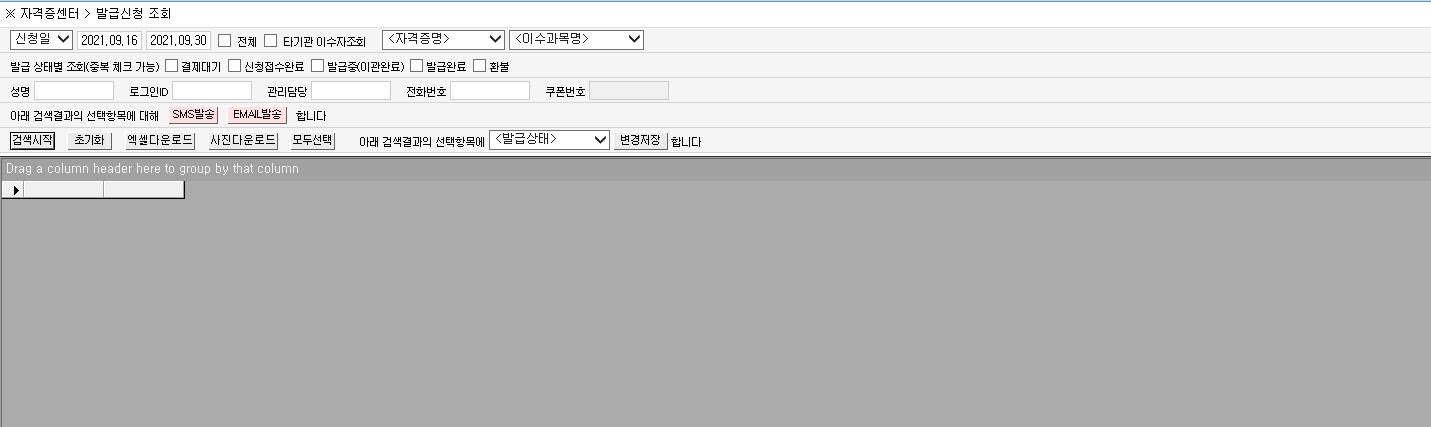 ※ 자격증센터 > 발급신청 조회
신청일 2021.09.16 2021.09.30 전체 타기관 이수자조회 <자격증명> <이수과목명>
발급 상태별 조회(중복 체크 가능) 결제대기 신청접수완료 발급중(이관완료) 발급완료 환불
성명 로그인ID 관리담당 전화번호 쿠폰번호
아래 검색결과의 선택항목에 대해 SMS발송 EMAIL발송 합니다
검색시작 초기화 엑셀다운로드 사진다운로드 모두선택 아래 검색결과의 선택항목에 <발급상태> 변경저장 합니다
Drag a column header here to group by that column